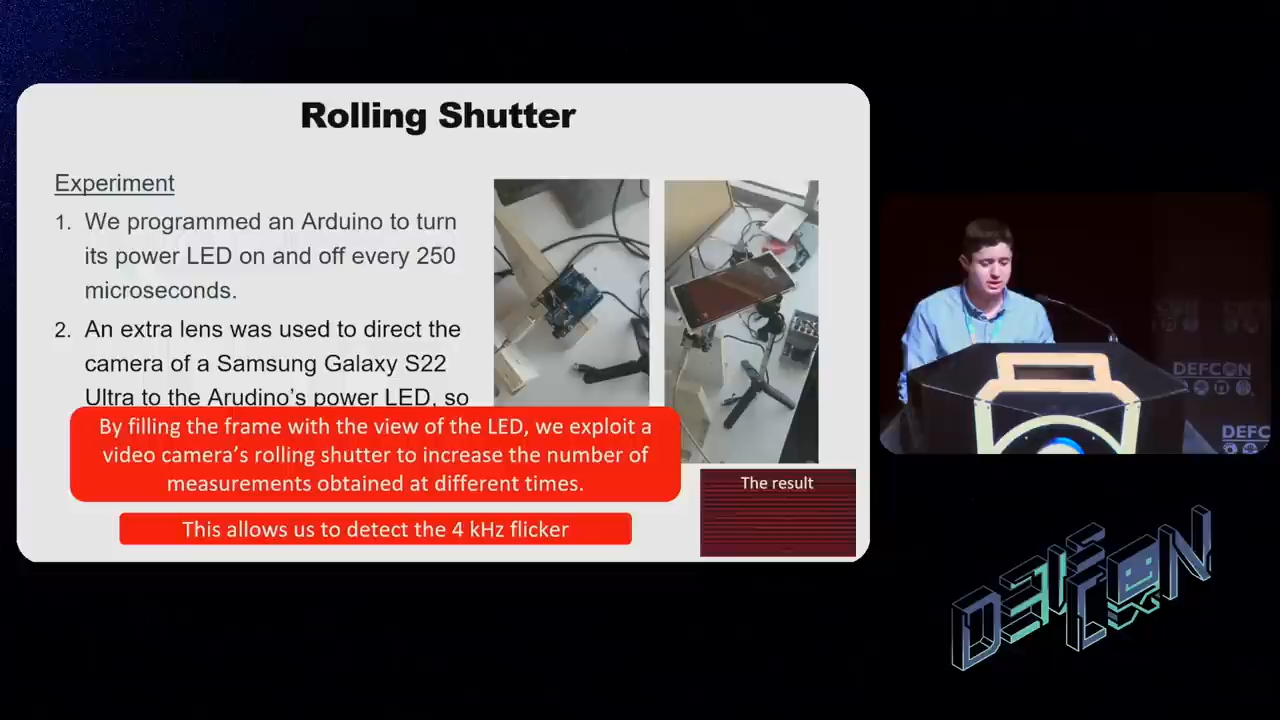 Rolling Shutter
Experiment
1. We programmed an Arduino to turn
its power LED on and off every 250
microseconds.
2. An extra lens was used to direct the
camera of a Samsung Galaxy S22
Ultra to the Arudino's power LED, so
By filling the frame with the view of the LED, we exploit a
video camera's rolling shutter to increase the number of
measurements obtained at different times.
This allows us to detect the 4 kHz flicker
The result
DEFCON
DEFC
DEFCON